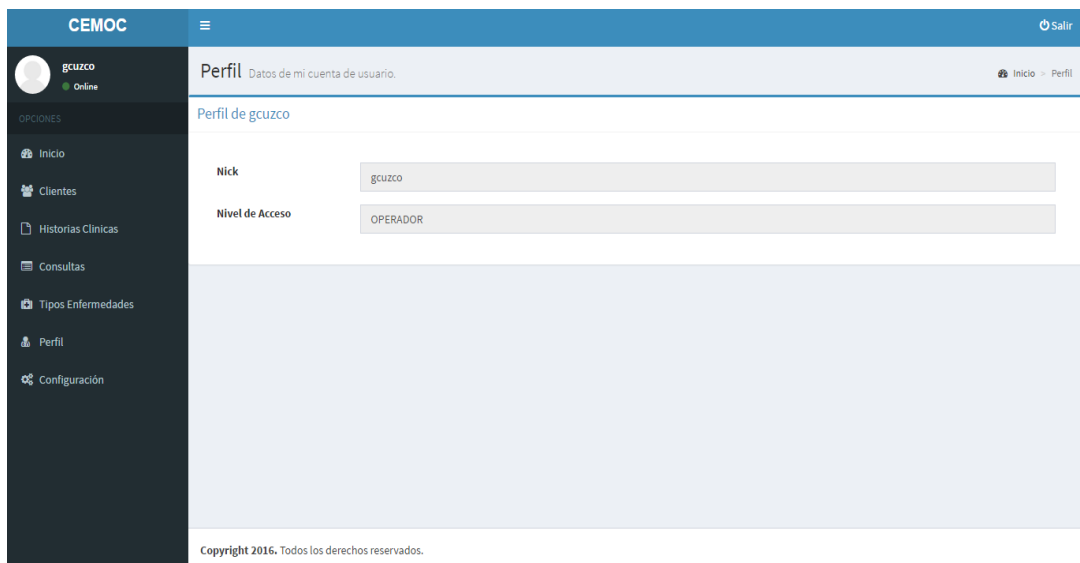 CEMOC
Salir
gcuzco
Online
Perfil Datos de mi cuenta de usuario.
Inicio > Perfil
OPCIONES
Perfil de gcuzco
Inicio
Clientes
Historias Clinicas
Consultas
Tipos Enfermedades
Perfil
Configuración
Nick
gcuzco
Nivel de Acceso
OPERADOR
Copyright 2016. Todos los derechos reservados.